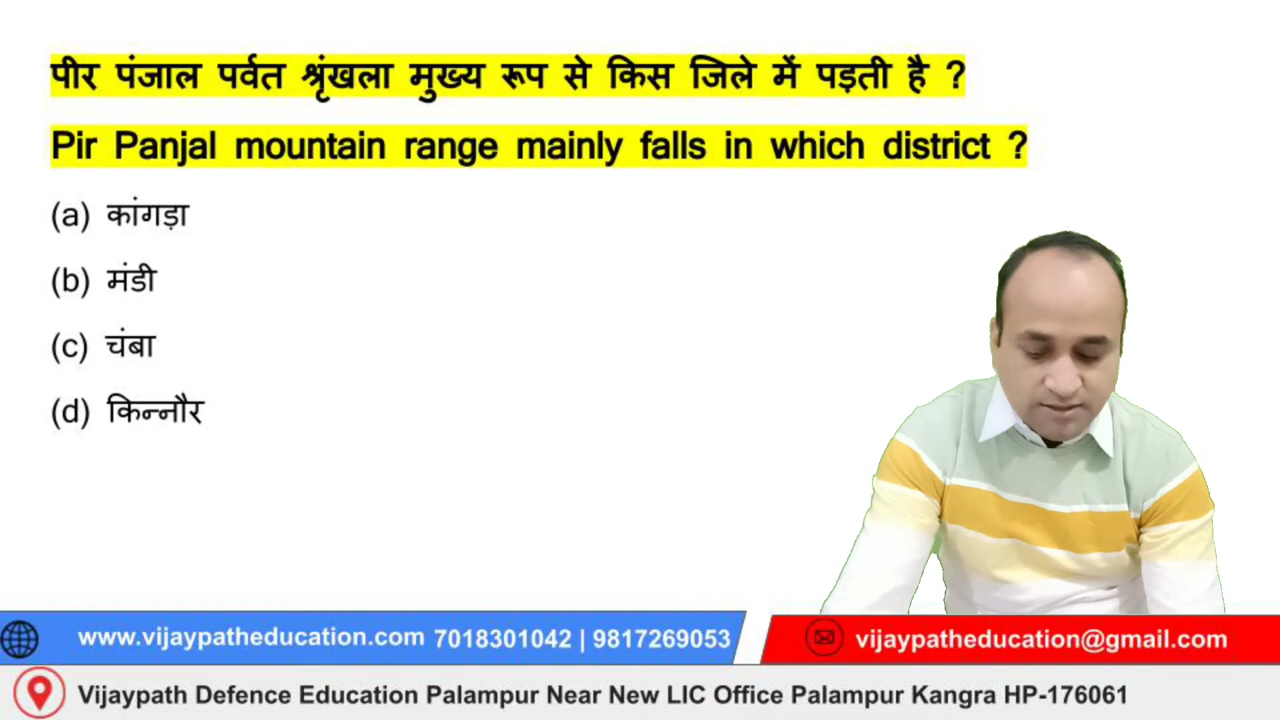 पीर पंजाल पर्वत श्रृंखला मुख्य रूप से किस जिले में पड़ती है ?
Pir Panjal mountain range mainly falls in which district ?
(a) कांगड़ा
(b) मंडी
(c) चंबा
(d) किन्नौर
www.vijaypatheducation.com 7018301042 | 9817269053
vijaypatheducation@gmail.com
Vijaypath Defence Education Palampur Near New LIC Office Palampur Kangra HP-176061